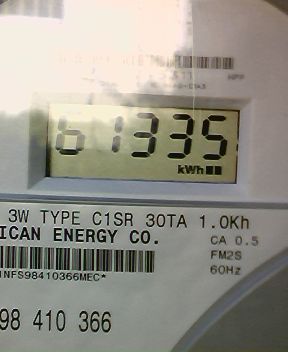 61335
kWh
3W TYPE C1SR 30TA 1.0Kh
ICAN ENERGY CO.
CA 0.5
FM2S
60Hz
1NFS98410366MEC*
98 410 366